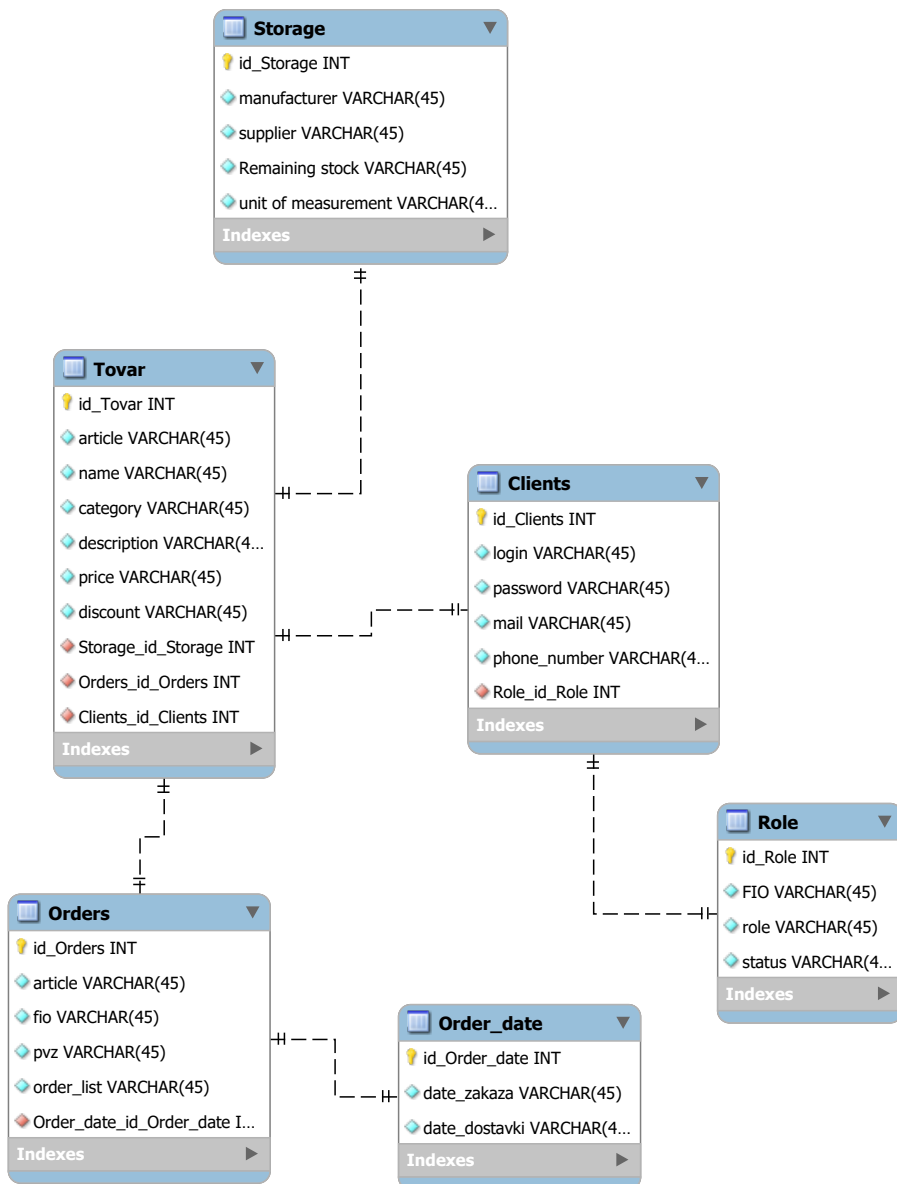 Storage
id_Storage INT
manufacturer VARCHAR(45)
supplier VARCHAR(45)
Remaining stock VARCHAR(45)
unit of measurement VARCHAR(4...
Indexes
Tovar
id_Tovar INT
article VARCHAR(45)
name VARCHAR(45)
category VARCHAR(45)
description VARCHAR(4...
price VARCHAR(45)
discount VARCHAR(45)
Storage_id_Storage INT
Orders_id_Orders INT
Clients_id_Clients INT
Indexes
Clients
id_Clients INT
login VARCHAR(45)
password VARCHAR(45)
mail VARCHAR(45)
phone_number VARCHAR(4...
Role_id_Role INT
Indexes
Role
id_Role INT
FIO VARCHAR(45)
role VARCHAR(45)
status VARCHAR(4...
Indexes
Orders
id_Orders INT
article VARCHAR(45)
fio VARCHAR(45)
pvz VARCHAR(45)
order_list VARCHAR(45)
Order_date_id_Order_date I...
Indexes
Order_date
id_Order_date INT
date_zakaza VARCHAR(45)
date_dostavki VARCHAR(4...
Indexes